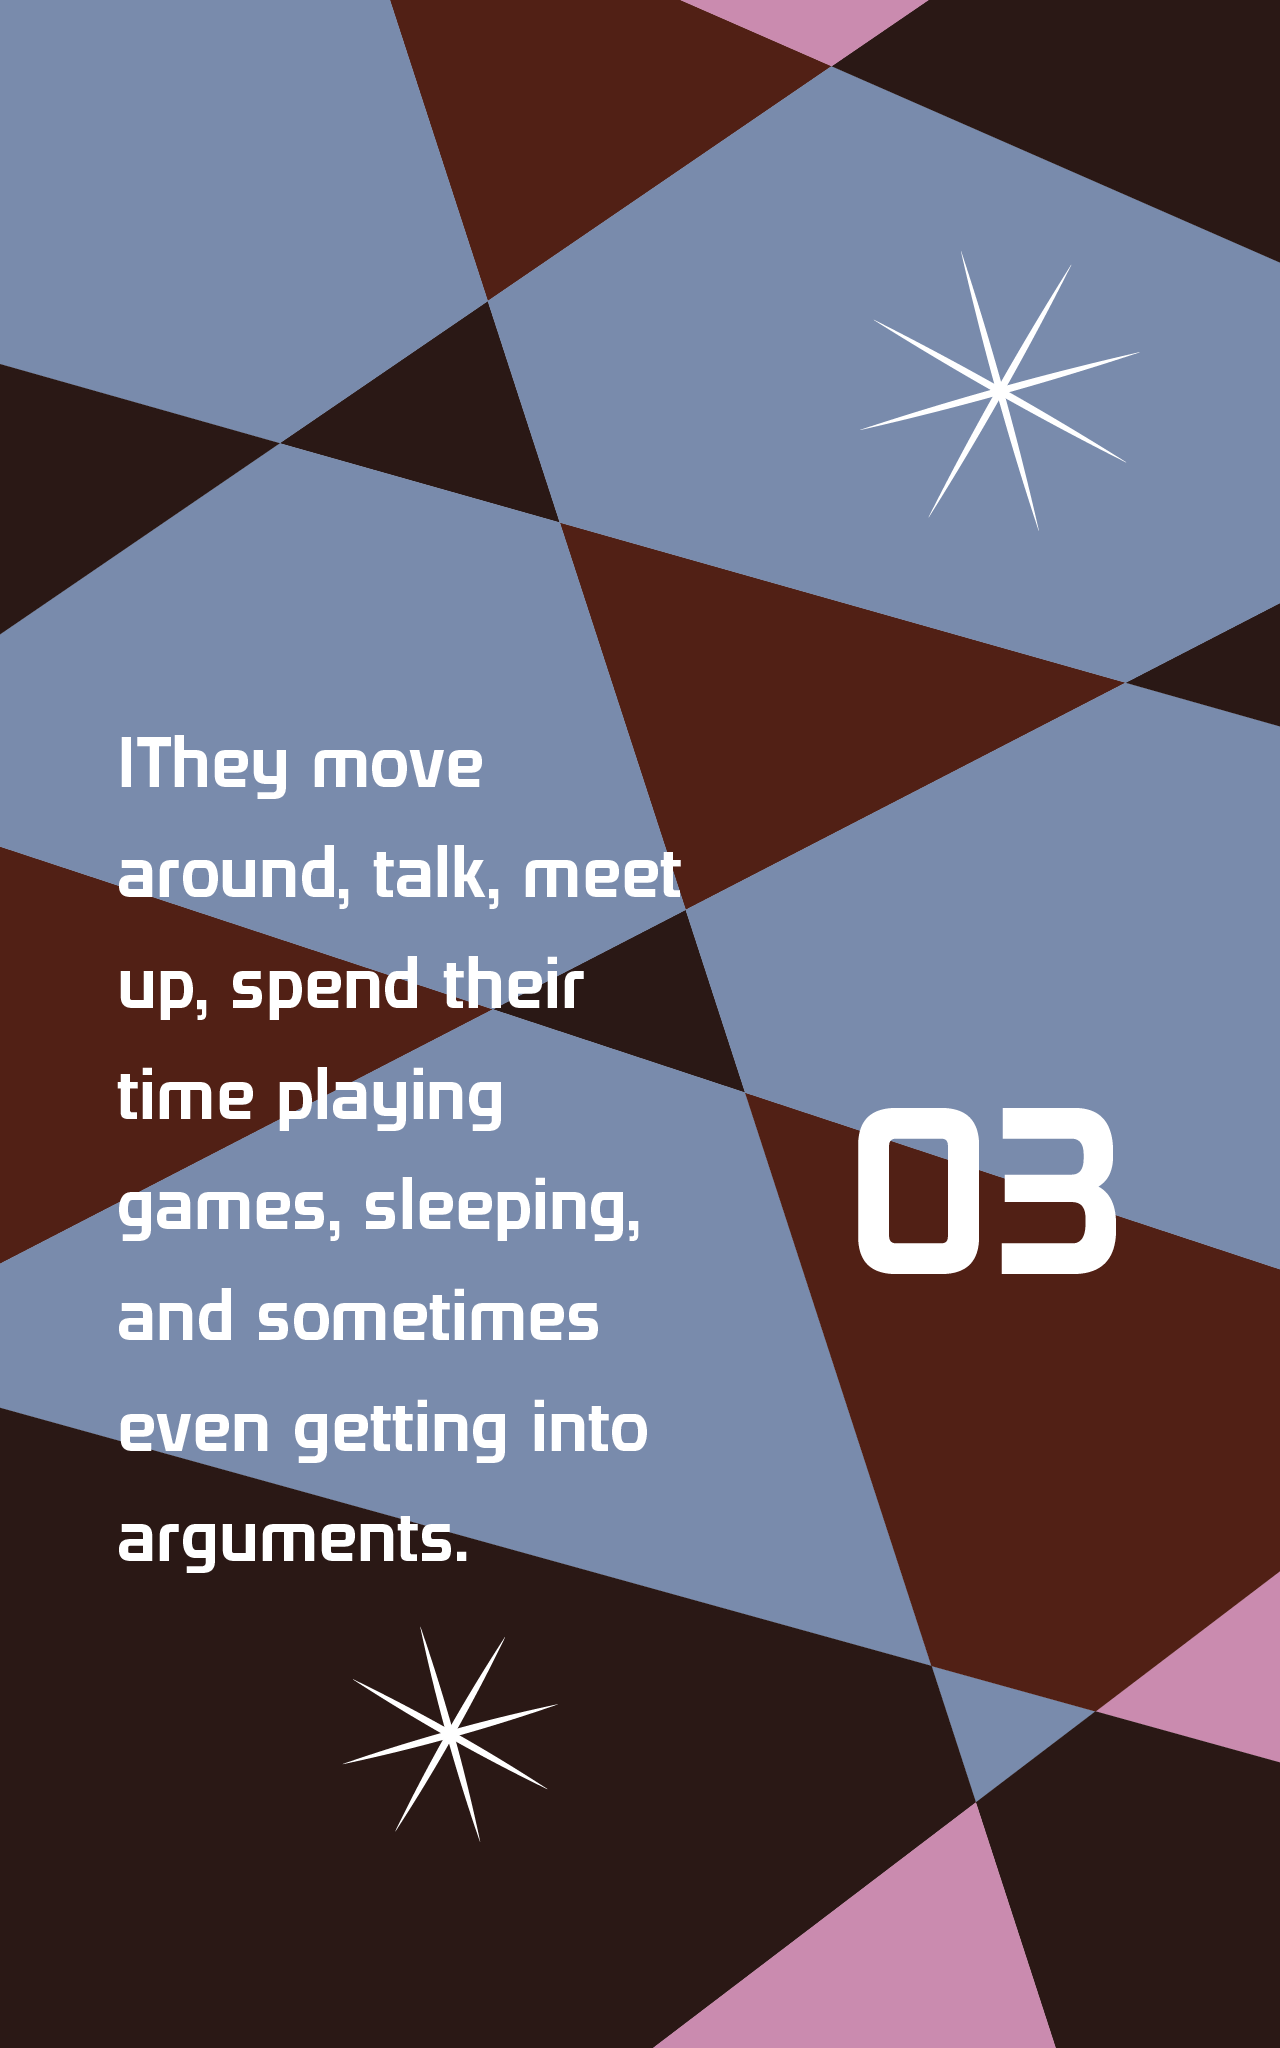 IThey move
around, talk, meet
up, spend their
time playing
games, sleeping,
and sometimes
even getting into
arguments.
03